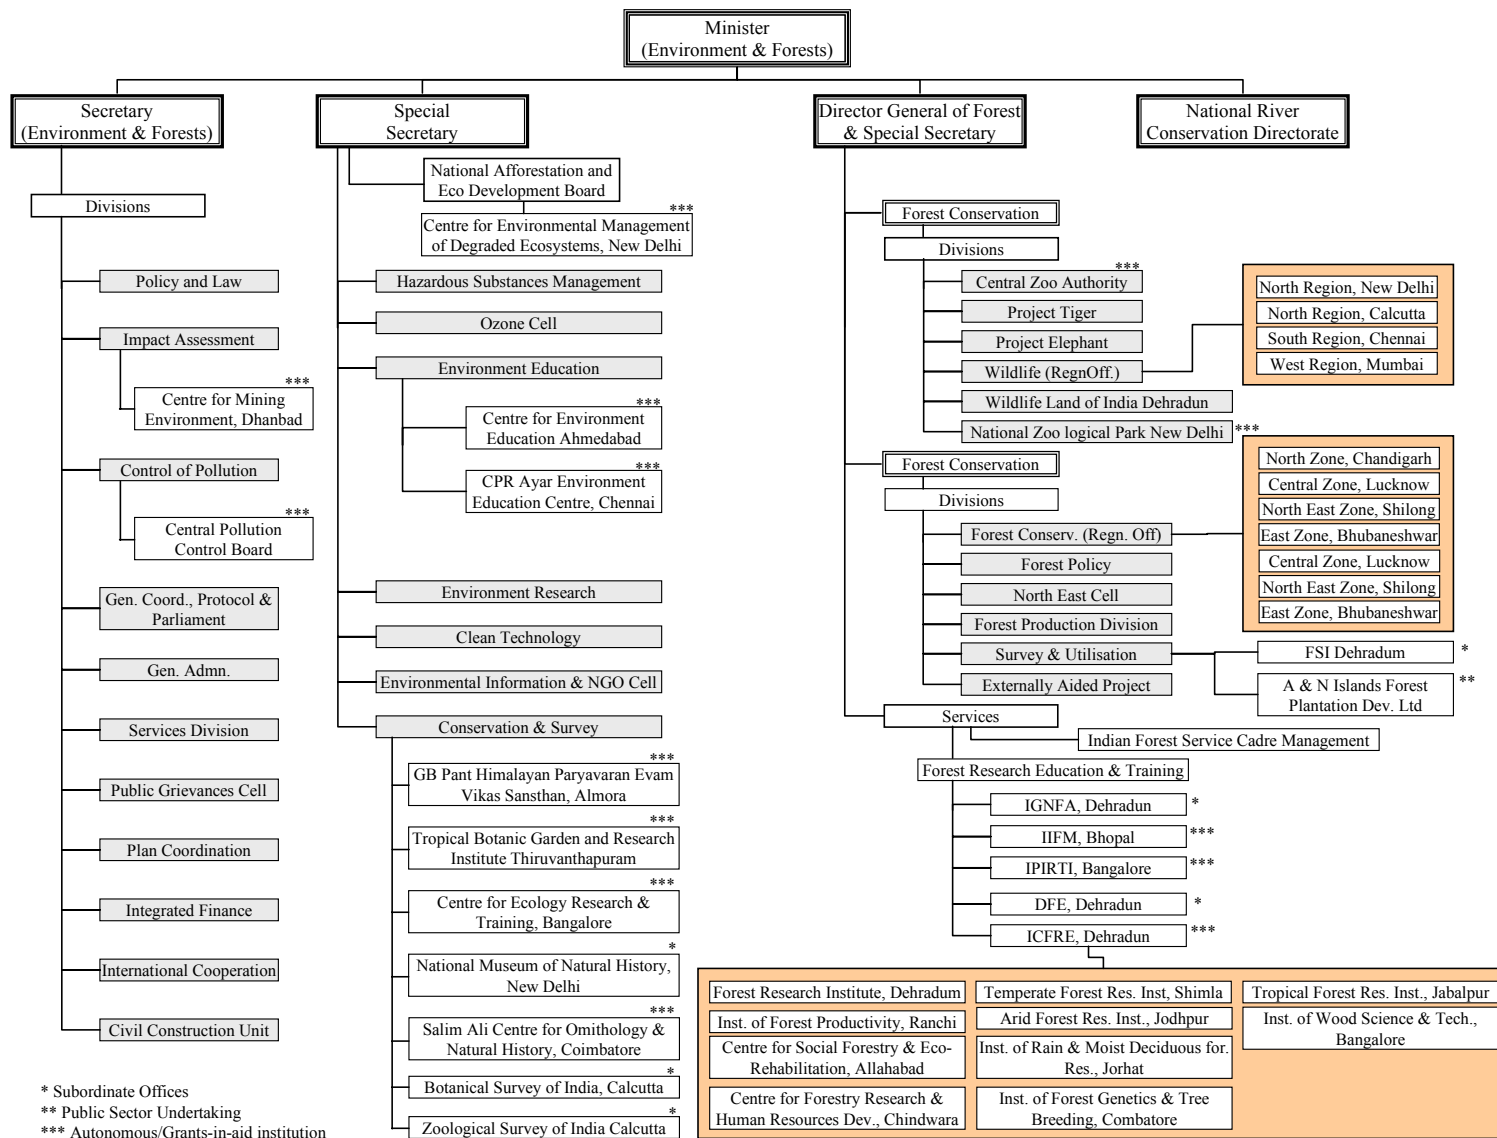 Minister
(Environment & Forests)
Secretary
(Environment & Forests)
Special
Secretary
Director General of Forest
& Special Secretary
National River
Conservation Directorate
Divisions
Policy and Law
Impact Assessment
***
Centre for Mining
Environment, Dhanbad
Control of Pollution
***
Central Pollution
Control Board
Gen. Coord., Protocol &
Parliament
Gen. Admn.
Services Division
Public Grievances Cell
Plan Coordination
Integrated Finance
International Cooperation
Civil Construction Unit
* Subordinate Offices
** Public Sector Undertaking
*** Autonomous/Grants-in-aid institution
National Afforestation and
Eco Development Board
***
Centre for Environmental Management
of Degraded Ecosystems, New Delhi
Hazardous Substances Management
Ozone Cell
Environment Education
***
Centre for Environment
Education Ahmedabad
***
CPR Ayar Environment
Education Centre, Chennai
Environment Research
Clean Technology
Environmental Information & NGO Cell
Conservation & Survey
***
GB Pant Himalayan Paryavaran Evam
Vikas Sansthan, Almora
***
Tropical Botanic Garden and Research
Institute Thiruvanthapuram
***
Centre for Ecology Research &
Training, Bangalore
*
National Museum of Natural History,
New Delhi
***
Salim Ali Centre for Omithology &
Natural History, Coimbatore
*
Botanical Survey of India, Calcutta
*
Zoological Survey of India Calcutta
Forest Conservation
Divisions
***
Central Zoo Authority
Project Tiger
Project Elephant
Wildlife (RegnOff.)
Wildlife Land of India Dehradun
National Zoo logical Park New Delhi ***
North Region, New Delhi
North Region, Calcutta
South Region, Chennai
West Region, Mumbai
Forest Conservation
Divisions
Forest Conserv. (Regn. Off)
Forest Policy
North East Cell
Forest Production Division
Survey & Utilisation
Externally Aided Project
North Zone, Chandigarh
Central Zone, Lucknow
North East Zone, Shilong
East Zone, Bhubaneshwar
Central Zone, Lucknow
North East Zone, Shilong
East Zone, Bhubaneshwar
FSI Dehradum *
A & N Islands Forest **
Plantation Dev. Ltd
Services
Indian Forest Service Cadre Management
Forest Research Education & Training
IGNFA, Dehradun *
IIFM, Bhopal ***
IPIRTI, Bangalore ***
DFE, Dehradun *
ICFRE, Dehradun ***
Forest Research Institute, Dehradum
Inst. of Forest Productivity, Ranchi
Centre for Social Forestry & Eco-
Rehabilitation, Allahabad
Centre for Forestry Research &
Human Resources Dev., Chindwara
Temperate Forest Res. Inst, Shimla
Arid Forest Res. Inst., Jodhpur
Inst. of Rain & Moist Deciduous for.
Res., Jorhat
Inst. of Forest Genetics & Tree
Breeding, Combatore
Tropical Forest Res. Inst., Jabalpur
Inst. of Wood Science & Tech.,
Bangalore